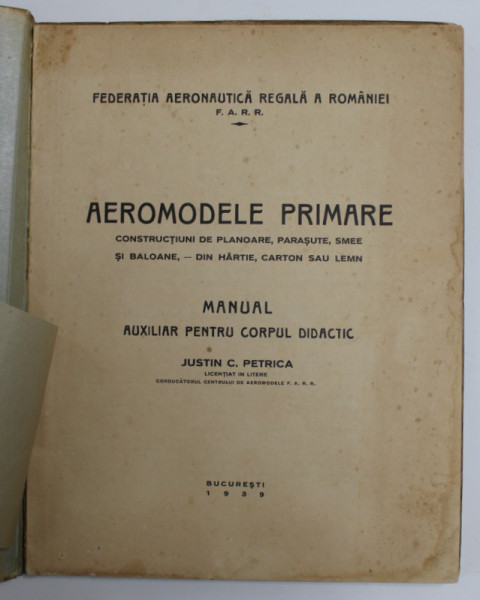 FEDERAȚIA AERONAUTICĂ REGALĂ A ROMÂNIEI
F. A. R. R.
AEROMODELE PRIMARE
CONSTRUCȚIUNI DE PLANOARE, PARAȘUTE, SMEE
ȘI BALOANE, — DIN HÂRTIE, CARTON SAU LEMN
MANUAL
AUXILIAR PENTRU CORPUL DIDACTIC
JUSTIN C. PETRICA
LICENȚIAT IN LITERE
CONDUCĂTORUL CENTRULUI DE AEROMODELE F. A. R. R.
BUCUREȘTI
1939